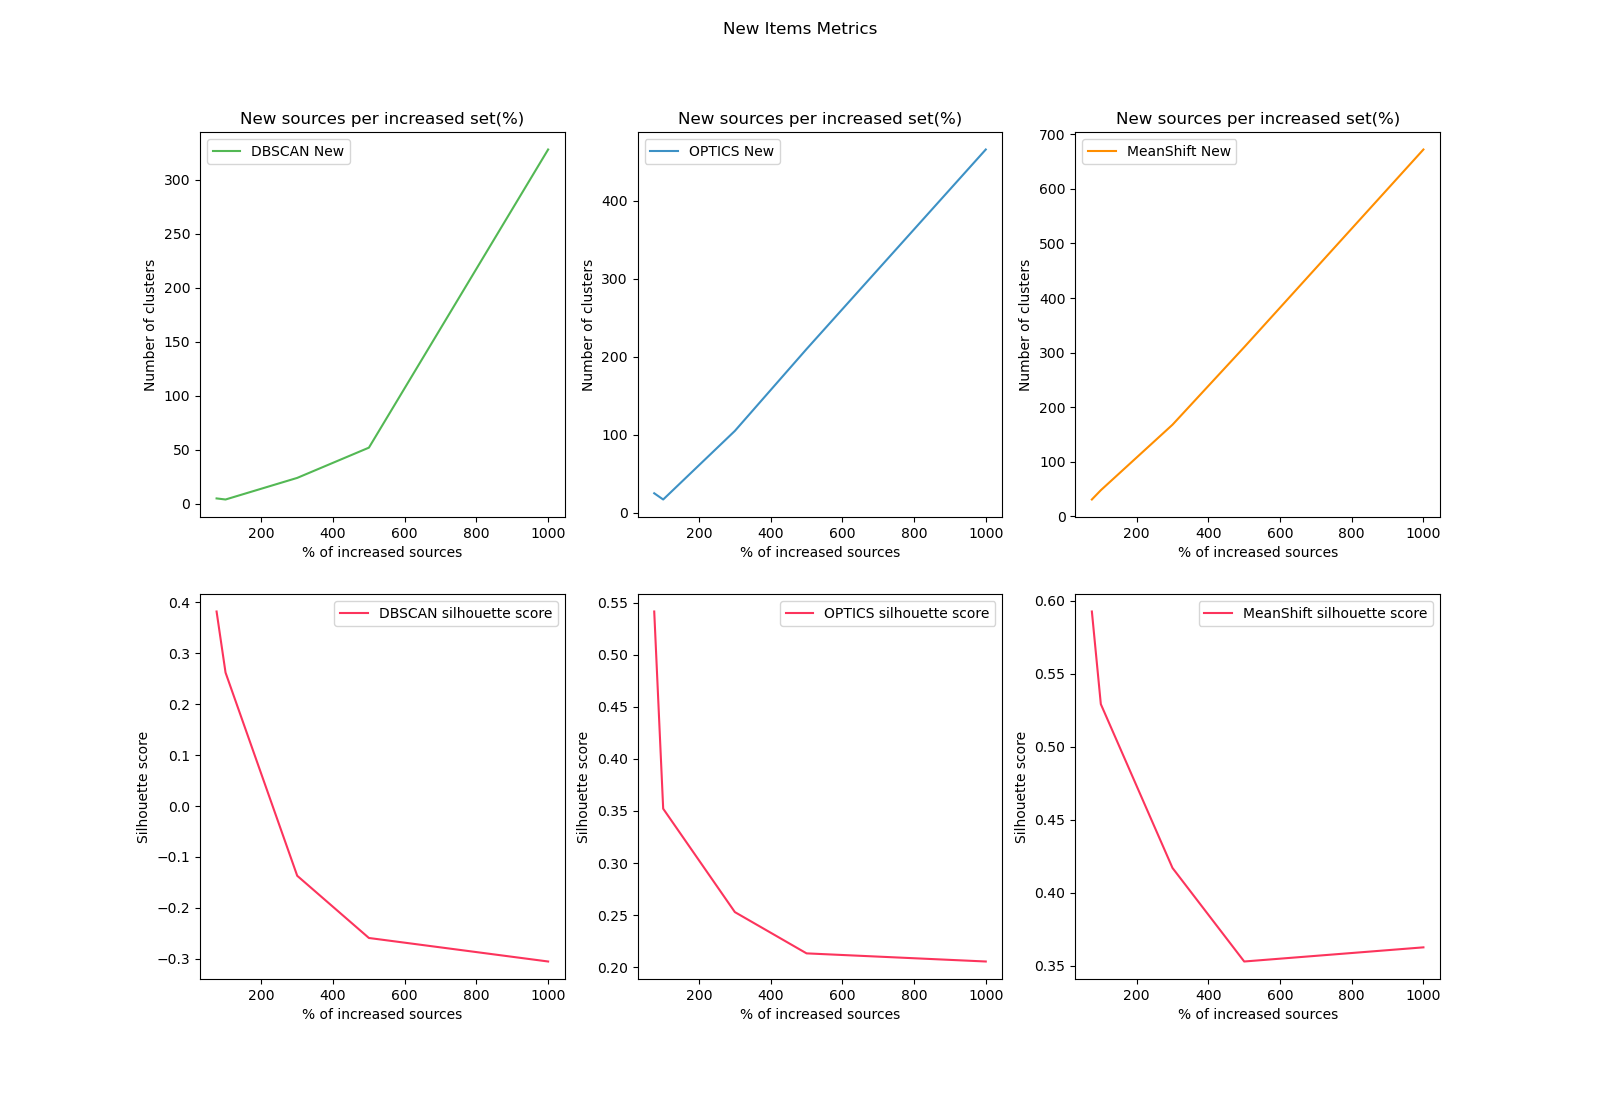 New Items Metrics
New sources per increased set(%)
DBSCAN New
Number of clusters
300
250
200
150
100
50
0
200 400 600 800 1000
% of increased sources
New sources per increased set(%)
OPTICS New
Number of clusters
400
300
200
100
0
200 400 600 800 1000
% of increased sources
New sources per increased set(%)
MeanShift New
Number of clusters
700
600
500
400
300
200
100
0
200 400 600 800 1000
% of increased sources
DBSCAN silhouette score
Silhouette score
0.4
0.3
0.2
0.1
0.0
−0.1
−0.2
−0.3
200 400 600 800 1000
% of increased sources
OPTICS silhouette score
Silhouette score
0.55
0.50
0.45
0.40
0.35
0.30
0.25
0.20
200 400 600 800 1000
% of increased sources
MeanShift silhouette score
Silhouette score
0.60
0.55
0.50
0.45
0.40
0.35
200 400 600 800 1000
% of increased sources